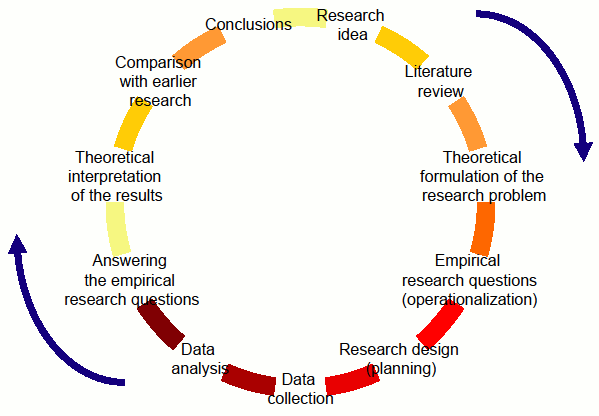 Research
idea
Literature
review
Theoretical
formulation of the
research problem
Empirical
research questions
(operationalization)
Research design
(planning)
Data
collection
Data
analysis
Answering
the empirical
research questions
Theoretical
interpretation
of the results
Comparison
with earlier
research
Conclusions